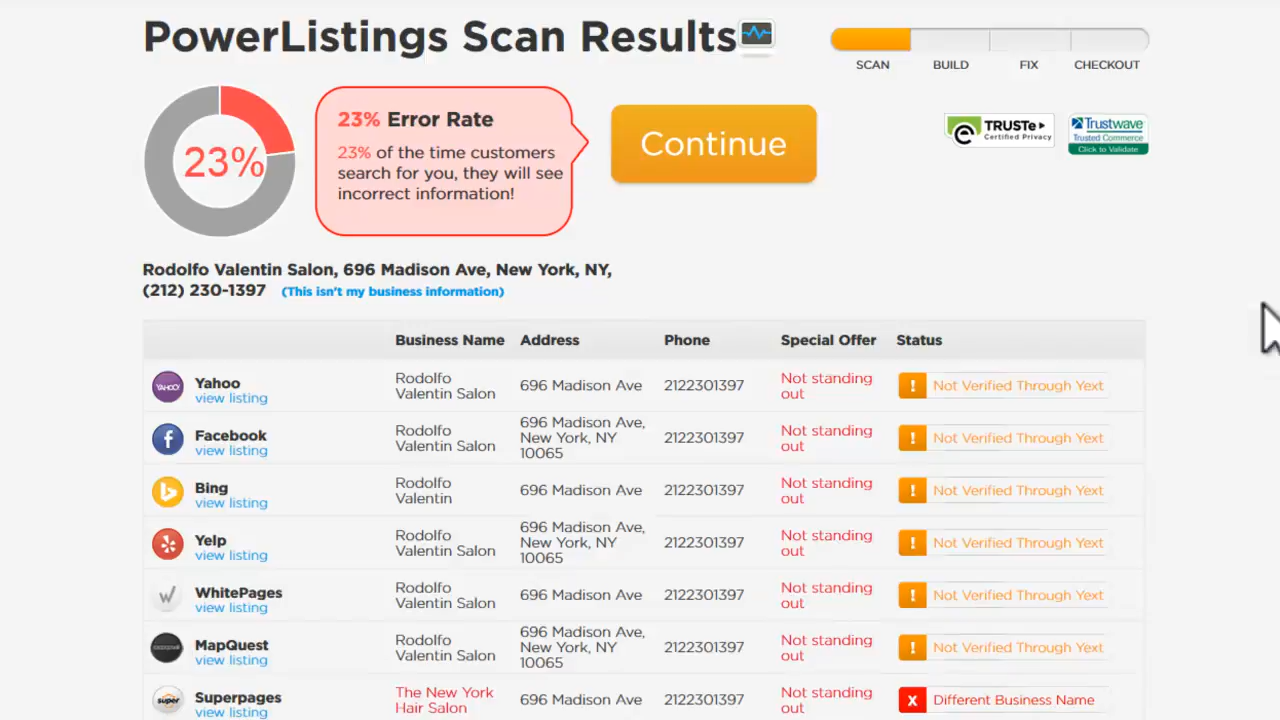 PowerListings Scan Results
SCAN BUILD FIX CHECKOUT
23%
23% Error Rate
23% of the time customers
search for you, they will see
incorrect information!
Continue
TRUSTe
Certified Privacy
Trustwave
Trusted Commerce
Click to Validate
Rodolfo Valentin Salon, 696 Madison Ave, New York, NY,
(212) 230-1397 (This isn't my business information)
Business Name Address Phone Special Offer Status
YAHOO!
Yahoo
view listing
Rodolfo
Valentin Salon
696 Madison Ave
2122301397
Not standing
out
! Not Verified Through Yext
Facebook
view listing
Rodolfo
Valentin Salon
696 Madison Ave,
New York, NY
10065
2122301397
Not standing
out
! Not Verified Through Yext
Bing
view listing
Rodolfo
Valentin
696 Madison Ave
2122301397
Not standing
out
! Not Verified Through Yext
Yelp
view listing
Rodolfo
Valentin Salon
696 Madison Ave,
New York, NY
10065
2122301397
Not standing
out
! Not Verified Through Yext
WhitePages
view listing
Rodolfo
Valentin Salon
696 Madison Ave
2122301397
Not standing
out
! Not Verified Through Yext
MapQuest
view listing
Rodolfo
Valentin Salon
696 Madison Ave,
New York, NY
10065
2122301397
Not standing
out
! Not Verified Through Yext
super
Superpages
view listing
The New York
Hair Salon
696 Madison Ave
2122301397
Not standing
out
X Different Business Name